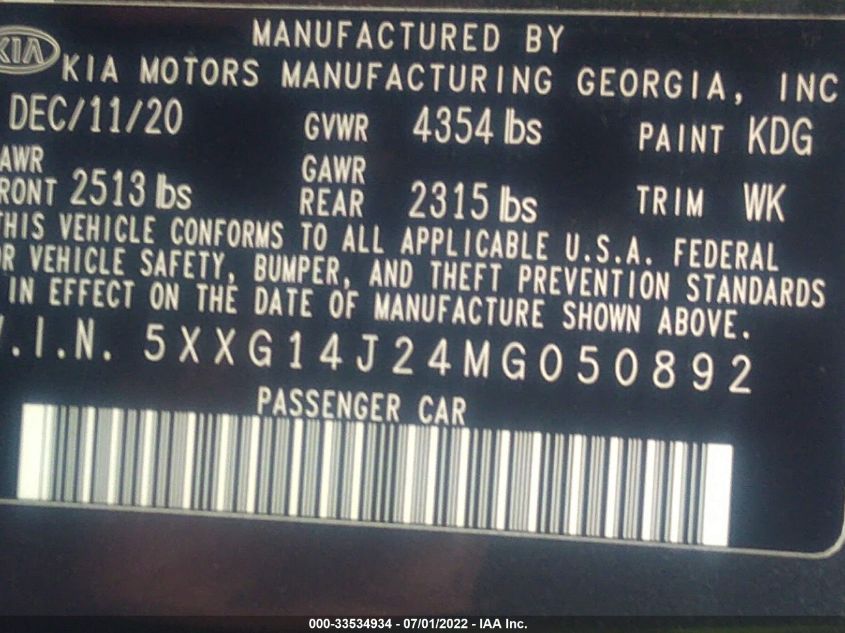 KIA
MANUFACTURED BY
KIA MOTORS MANUFACTURING GEORGIA, INC
DEC/11/20 GVWR 4354 lbs PAINT KDG
AWR
RONT 2513 lbs GAWR
REAR 2315 lbs TRIM WK
THIS VEHICLE CONFORMS TO ALL APPLICABLE U.S.A. FEDERAL
OR VEHICLE SAFETY, BUMPER, AND THEFT PREVENTION STANDARDS
IN EFFECT ON THE DATE OF MANUFACTURE SHOWN ABOVE.
V.I.N. 5XXG14J24MG050892
PASSENGER CAR
000-33534934 - 07/01/2022 - IAA Inc.